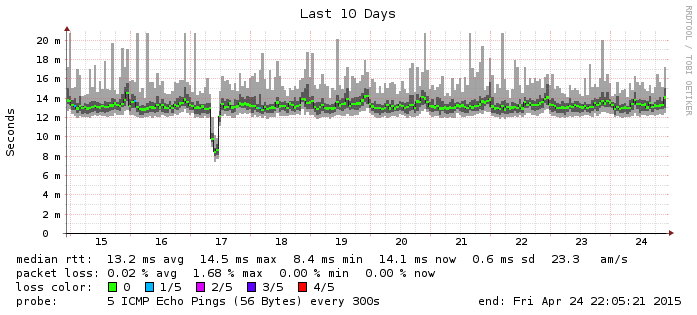 Last 10 Days
RRDTOOL / TOBI OETIKER
Seconds
20 m
18 m
16 m
14 m
12 m
10 m
8 m
6 m
4 m
2 m
0
15 16 17 18 19 20 21 22 23 24
median rtt: 13.2 ms avg 14.5 ms max 8.4 ms min 14.1 ms now 0.6 ms sd 23.3 am/s
packet loss: 0.02 % avg 1.68 % max 0.00 % min 0.00 % now
loss color: 0 1/5 2/5 3/5 4/5
probe: 5 ICMP Echo Pings (56 Bytes) every 300s end: Fri Apr 24 22:05:21 2015